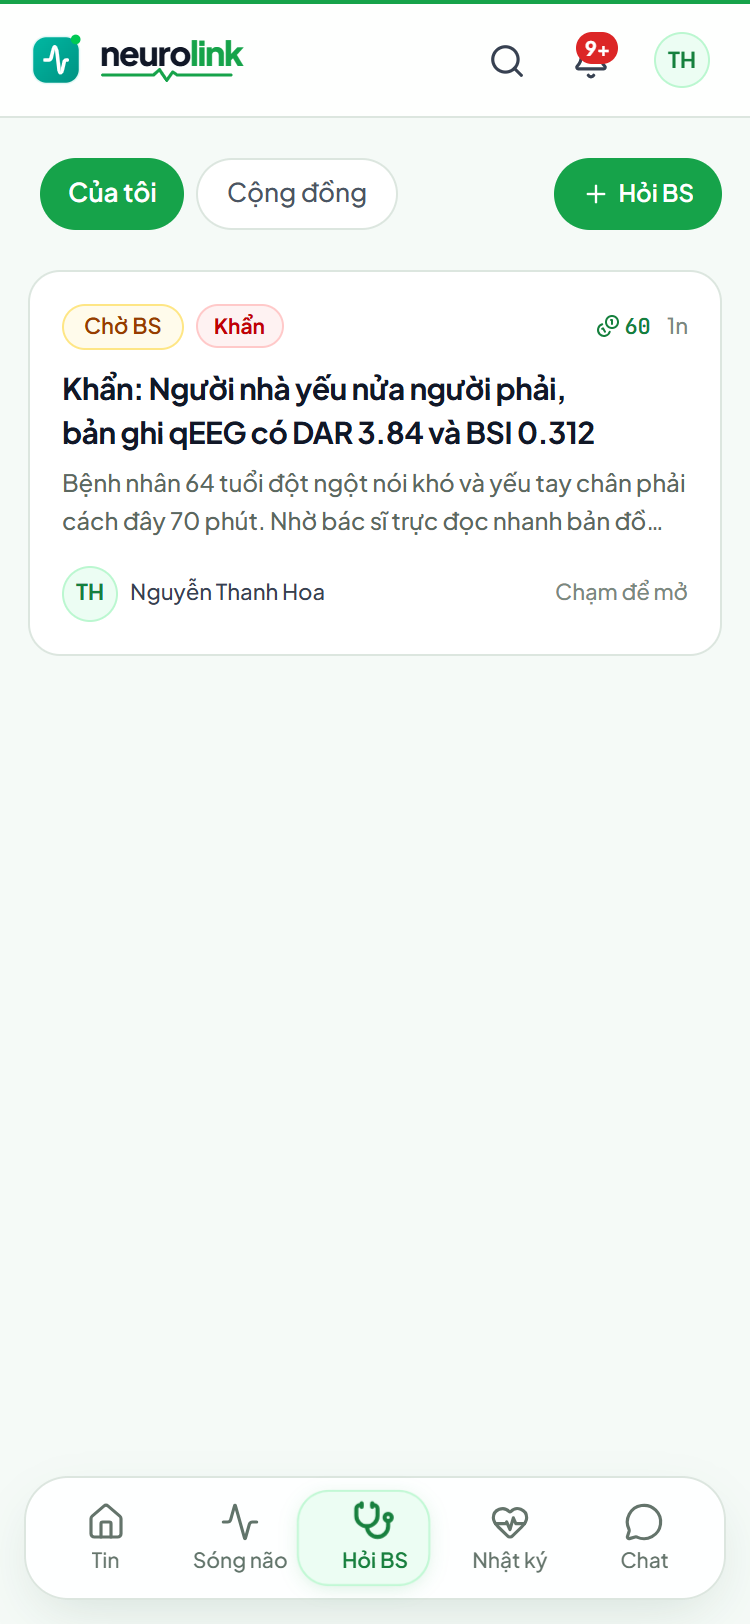 neurolink
9+
TH
Của tôi
Cộng đồng
+ Hỏi BS
Chờ BS
Khẩn
60
1n
Khẩn: Người nhà yếu nửa người phải,
bản ghi qEEG có DAR 3.84 và BSI 0.312
Bệnh nhân 64 tuổi đột ngột nói khó và yếu tay chân phải
cách đây 70 phút. Nhờ bác sĩ trực đọc nhanh bản đồ...
TH
Nguyễn Thanh Hoa
Chạm để mở
Tin
Sóng não
Hỏi BS
Nhật ký
Chat